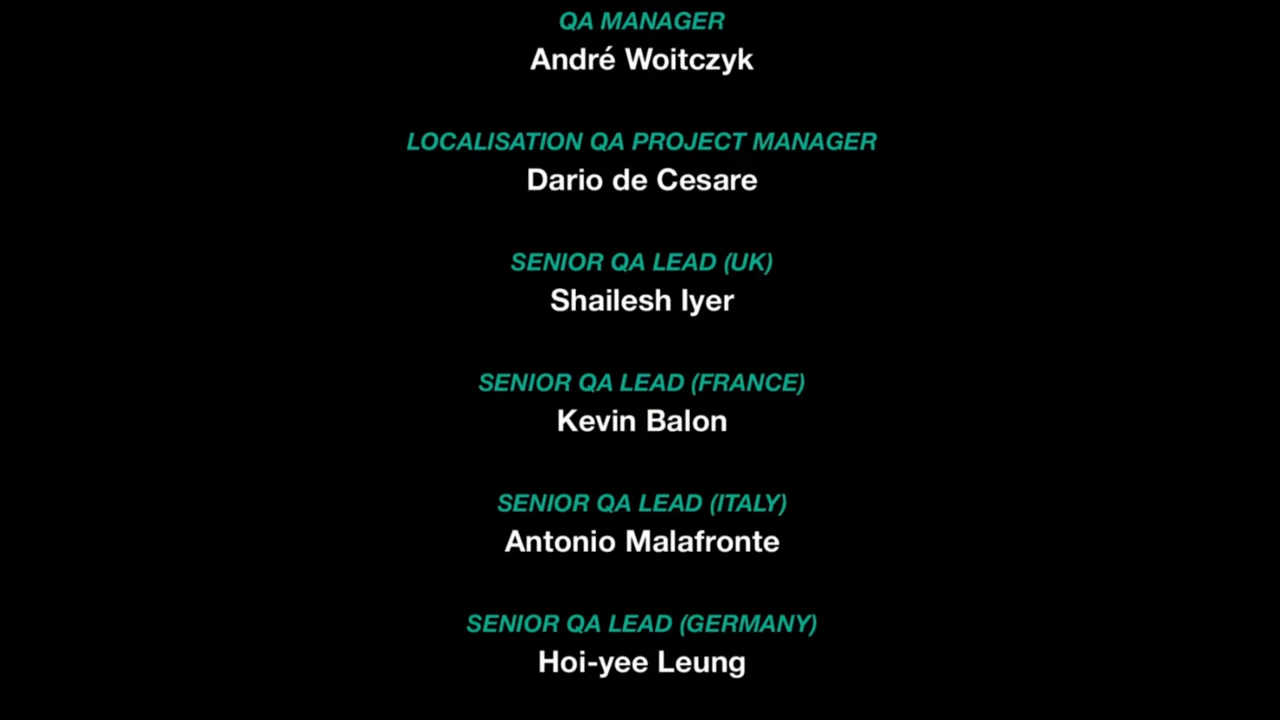 QA MANAGER
André Woitczyk
LOCALISATION QA PROJECT MANAGER
Dario de Cesare
SENIOR QA LEAD (UK)
Shailesh Iyer
SENIOR QA LEAD (FRANCE)
Kevin Balon
SENIOR QA LEAD (ITALY)
Antonio Malafronte
SENIOR QA LEAD (GERMANY)
Hoi-yee Leung